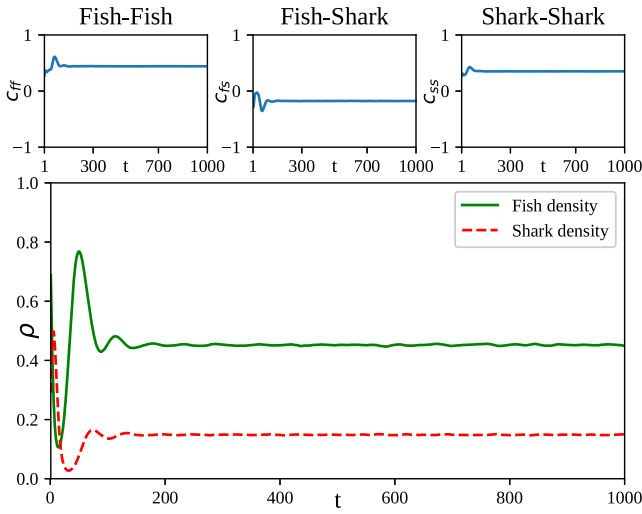 Fish-Fish
Fish-Shark
Shark-Shark
1
0
−1
c_ff
1
300
t
700
1000
1
0
−1
c_fs
1
300
t
700
1000
1
0
−1
c_ss
1
300
t
700
1000
1.0
0.8
0.6
0.4
0.2
0.0
ρ
Fish density
Shark density
0
200
400
600
800
1000
t